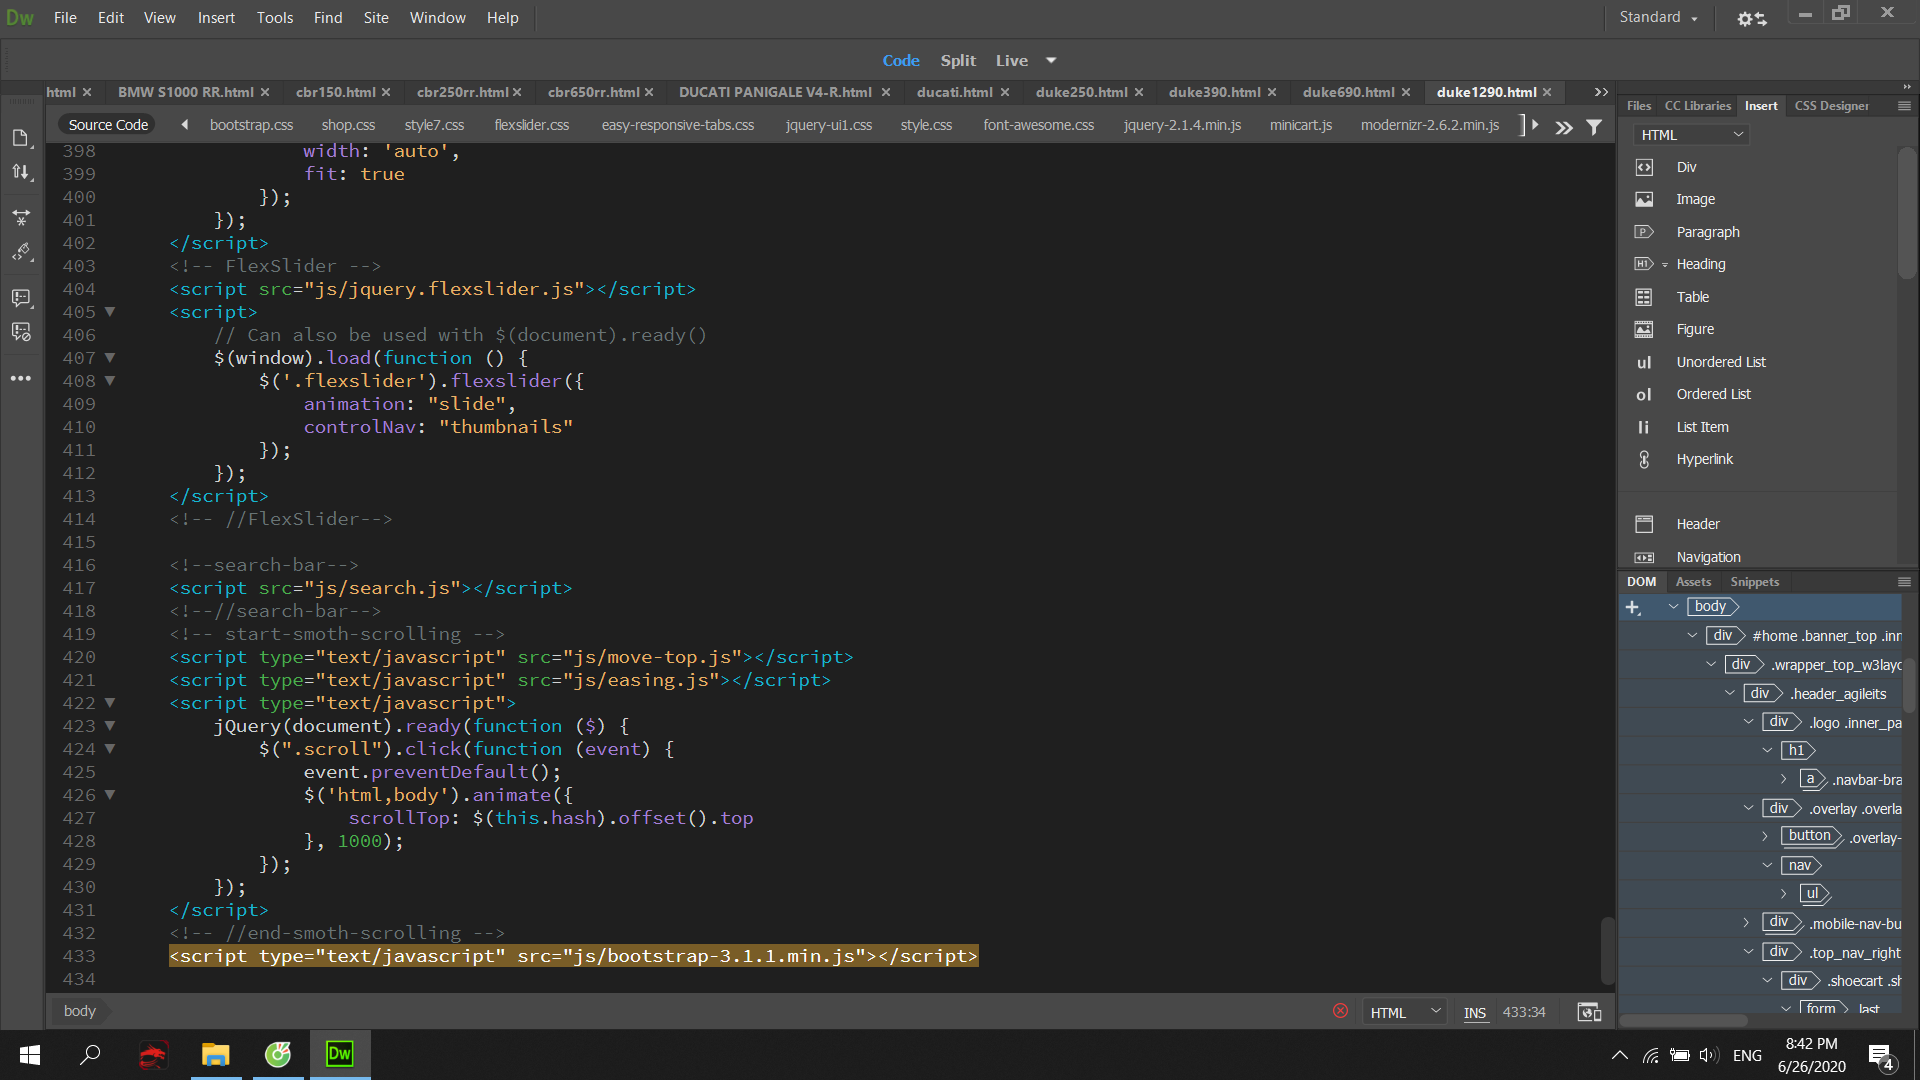 Dw File Edit View Insert Tools Find Site Window Help Standard
Code Split Live
html BMW S1000 RR.html cbr150.html cbr250rr.html cbr650rr.html DUCATI PANIGALE V4-R.html ducati.html duke250.html duke390.html duke690.html duke1290.html
Source Code bootstrap.css shop.css style7.css flexslider.css easy-responsive-tabs.css jquery-ui1.css style.css font-awesome.css jquery-2.1.4.min.js minicart.js modernizr-2.6.2.min.js
398 width: 'auto',
399 fit: true
400 });
401 });
402 </script>
403 <!-- FlexSlider -->
404 <script src="js/jquery.flexslider.js"></script>
405 <script>
406 // Can also be used with $(document).ready()
407 $(window).load(function () {
408 $('.flexslider').flexslider({
409 animation: "slide",
410 controlNav: "thumbnails"
411 });
412 });
413 </script>
414 <!-- //FlexSlider-->
415
416 <!--search-bar-->
417 <script src="js/search.js"></script>
418 <!--//search-bar-->
419 <!-- start-smoth-scrolling -->
420 <script type="text/javascript" src="js/move-top.js"></script>
421 <script type="text/javascript" src="js/easing.js"></script>
422 <script type="text/javascript">
423 jQuery(document).ready(function ($) {
424 $(".scroll").click(function (event) {
425 event.preventDefault();
426 $('html,body').animate({
427 scrollTop: $(this.hash).offset().top
428 }, 1000);
429 });
430 });
431 </script>
432 <!-- //end-smoth-scrolling -->
433 <script type="text/javascript" src="js/bootstrap-3.1.1.min.js"></script>
434
body HTML INS 433:34
Files CC Libraries Insert CSS Designer
HTML
Div
Image
Paragraph
Heading
Table
Figure
ul Unordered List
ol Ordered List
li List Item
Hyperlink
Header
Navigation
DOM Assets Snippets
body
div #home .banner_top .inn
div .wrapper_top_w3layo
div .header_agileits
div .logo .inner_pa
h1
a .navbar-bra
div .overlay .overla
button .overlay-
nav
ul
div .mobile-nav-bu
div .top_nav_right
div .shoecart .sh
form .last
Dw ENG 8:42 PM
6/26/2020 4